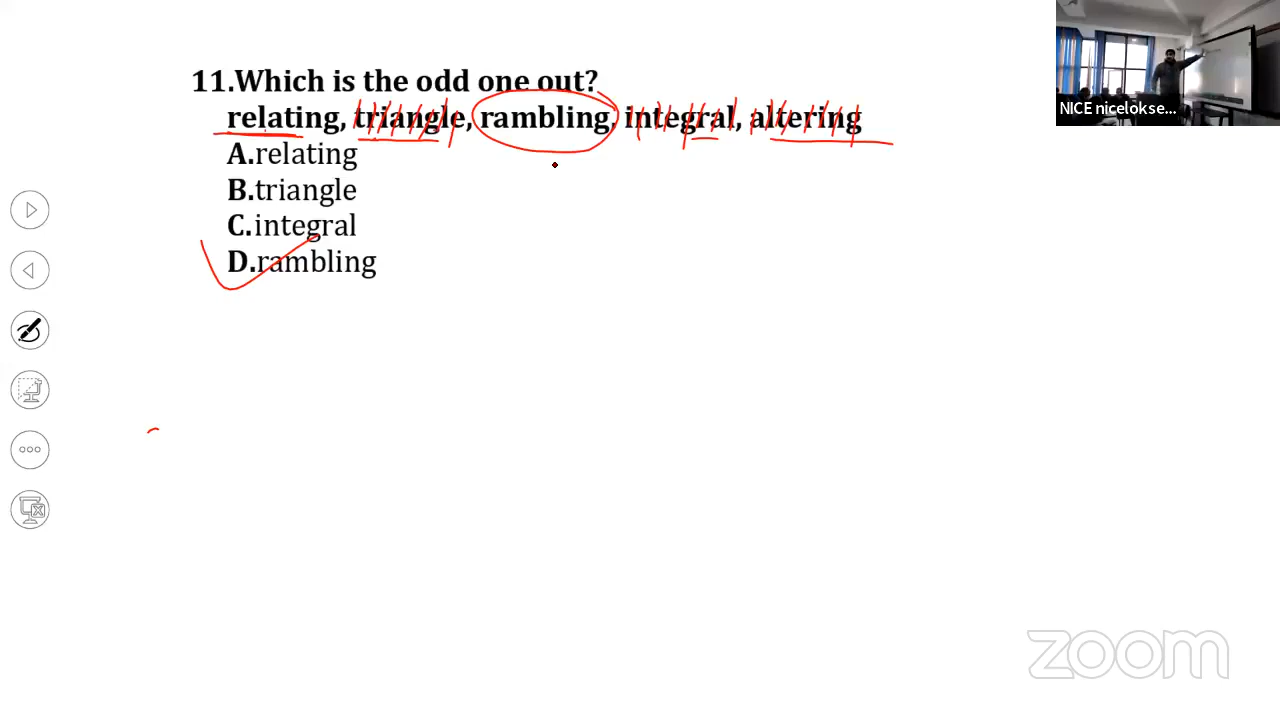 NICE nicelokse...
11.Which is the odd one out?
relating, triangle, rambling, integral, altering
A.relating
B.triangle
C.integral
D.rambling
zoom